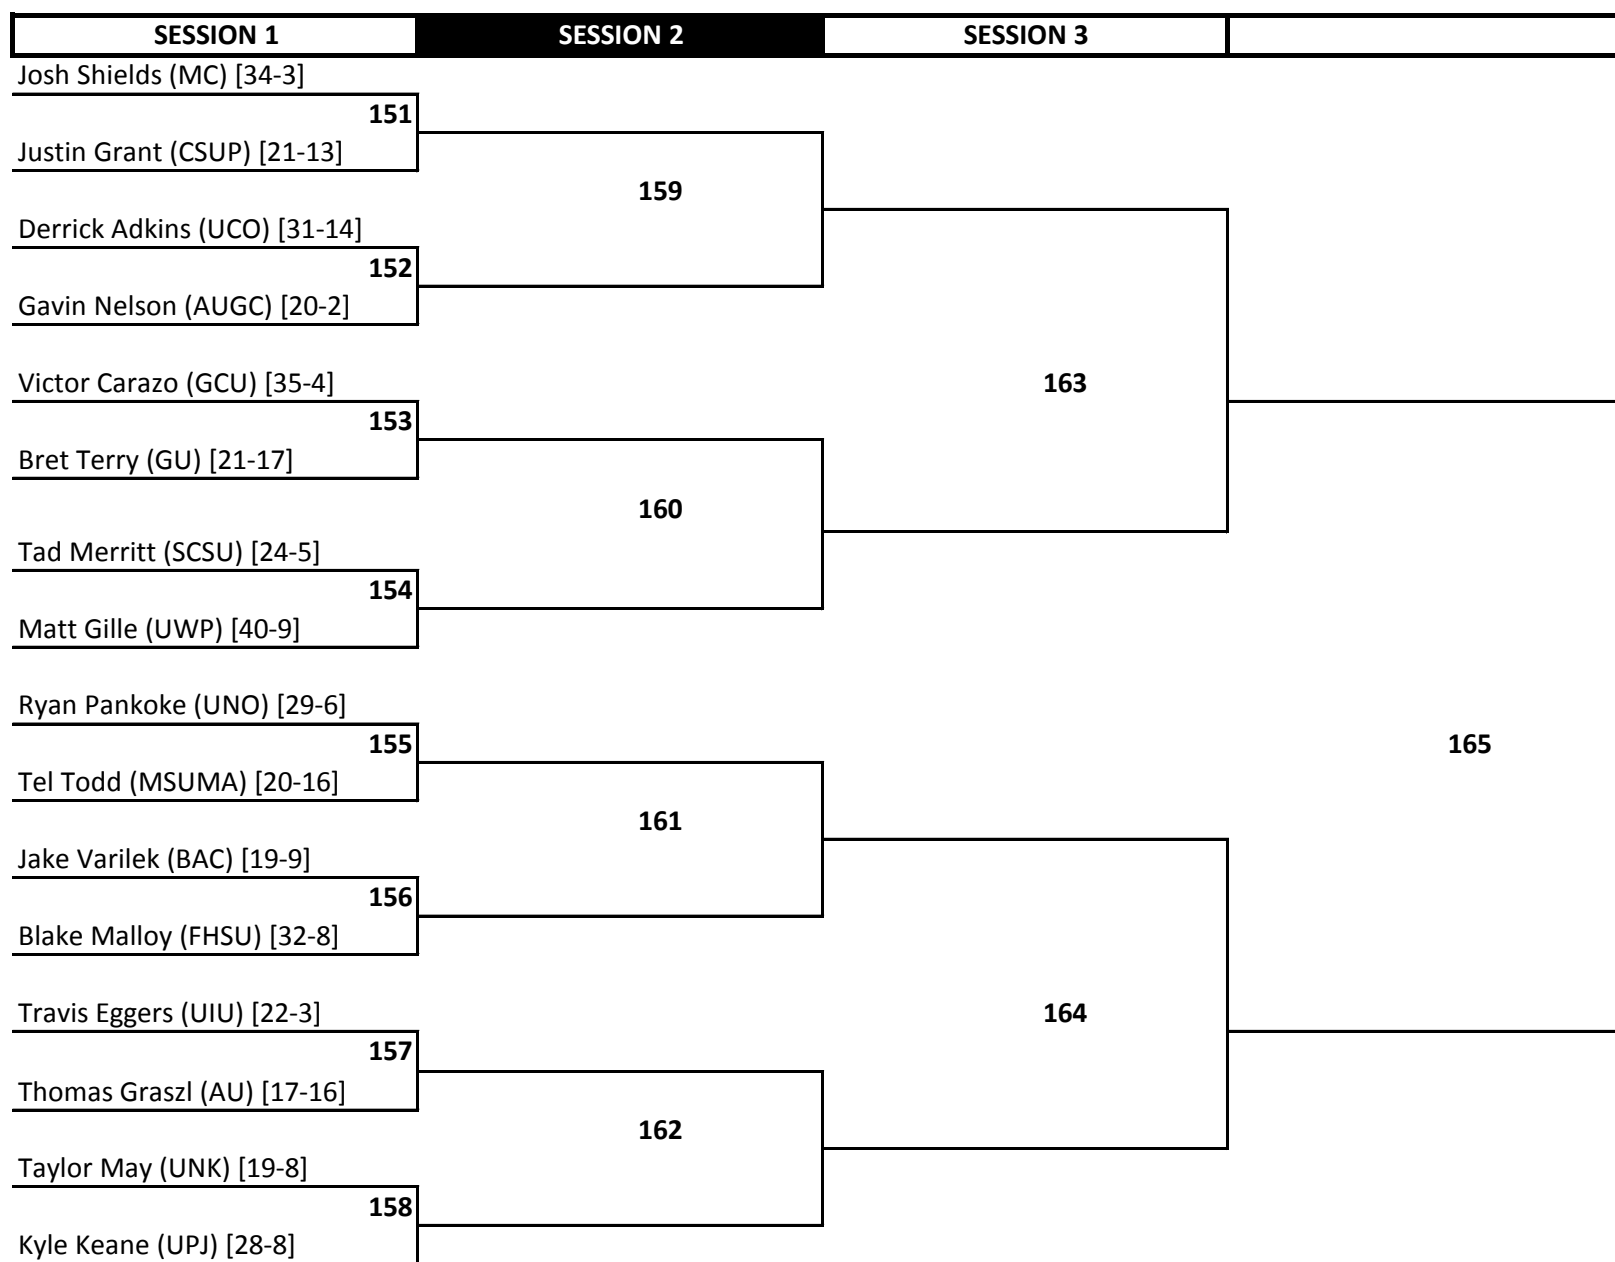 SESSION 1 SESSION 2 SESSION 3
Josh Shields (MC) [34-3]
151
Justin Grant (CSUP) [21-13]
159
Derrick Adkins (UCO) [31-14]
152
Gavin Nelson (AUGC) [20-2]
Victor Carazo (GCU) [35-4]
163
153
Bret Terry (GU) [21-17]
160
Tad Merritt (SCSU) [24-5]
154
Matt Gille (UWP) [40-9]
Ryan Pankoke (UNO) [29-6]
155
165
Tel Todd (MSUMA) [20-16]
161
Jake Varilek (BAC) [19-9]
156
Blake Malloy (FHSU) [32-8]
Travis Eggers (UIU) [22-3]
164
157
Thomas Graszl (AU) [17-16]
162
Taylor May (UNK) [19-8]
158
Kyle Keane (UPJ) [28-8]